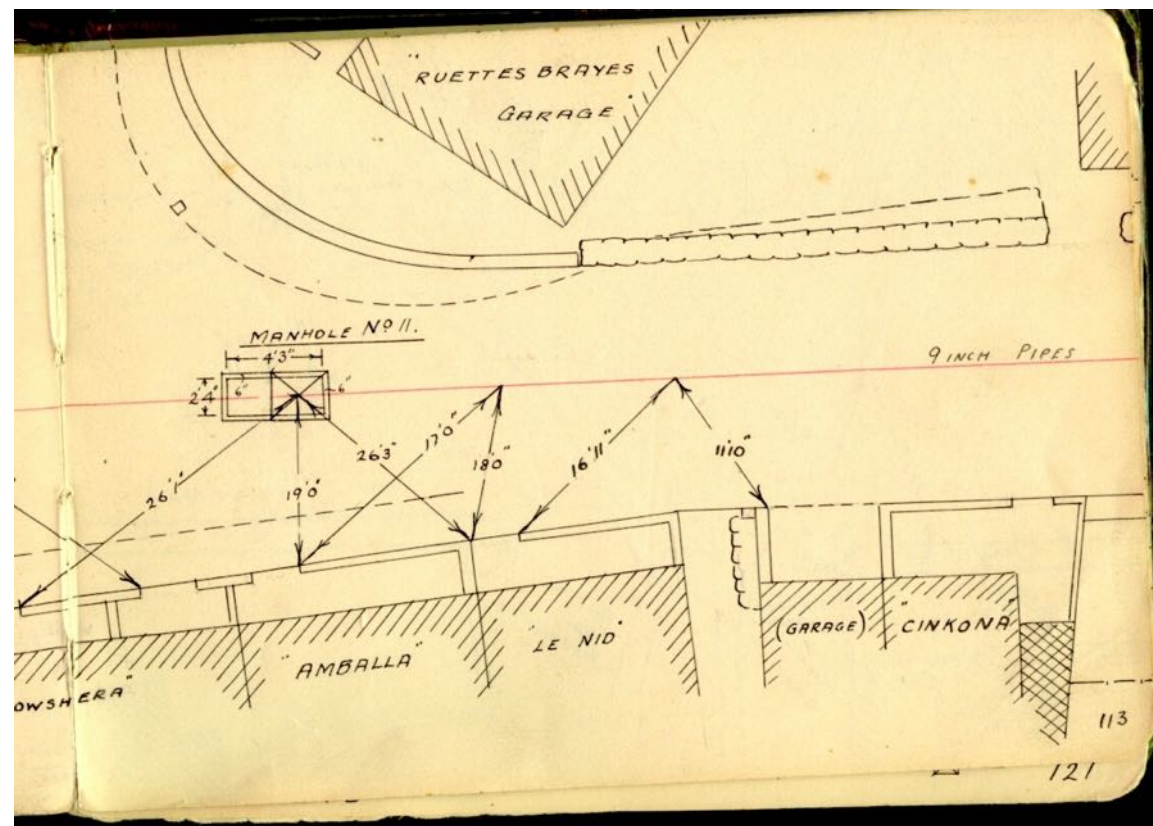 "RUETTES BRAYES
GARAGE"
MANHOLE Nº 11.
4'3"
9 INCH PIPES
2'4"
6"
6"
26'1"
19'0"
26'3"
17'0"
18'0"
16'11"
11'10"
(GARAGE)
"CINKONA"
"LE NID"
"AMBALLA"
OWSHERA"
113
121